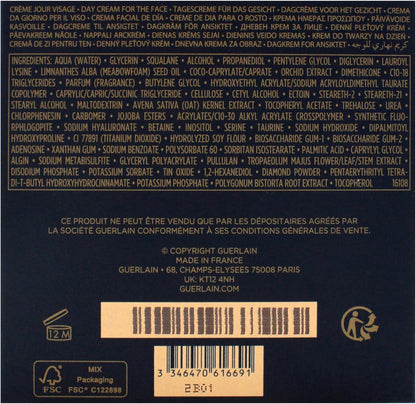 CRÈME JOUR VISAGE • DAY CREAM FOR THE FACE • TAGESCREME FÜR DAS GESICHT • DAGCRÈME VOOR HET GEZICHT • CREMA DI GIORNO
PER IL VISO • CREMA FACIAL DE DÍA • CREME DE DIA PARA O ROSTO • ΚΡΕΜΑ ΗΜΕΡΑΣ ΠΡΟΣΩΠΟΥ • PÄIVÄVOIDE
KASVOILLE • DAGCREME TIL ANSIGTET • DAGKRÄM FÖR ANSIKTET • ДНЕВЕН КРЕМ ЗА ЛИЦЕ • DENNÍ PLEŤOVÝ KRÉM •
PÄEVAKREEM NÄOLE • NAPPALI ARCKRÉM • DIENAS KRĒMS SEJAI • DIENINIS VEIDO KREMAS • KREM DO TWARZY NA DZIEŃ •
CREMĂ DE ZI PENTRU TEN • DENNÝ PLEŤOVÝ KRÉM • DNEVNA KREMA ZA OBRAZ • DAGKREM FOR ANSIKTET • كريم نهاري للوجه
INGREDIENTS: AQUA (WATER) • GLYCERIN • SQUALANE • ALCOHOL • PROPANEDIOL • PENTYLENE GLYCOL • DIGLYCERIN • LAUROYL
LYSINE • LIMNANTHES ALBA (MEADOWFOAM) SEED OIL • COCO-CAPRYLATE/CAPRATE • ORCHID EXTRACT • DIMETHICONE • C10-18
TRIGLYCERIDES • PARFUM (FRAGRANCE) • BUTYLENE GLYCOL • HYDROXYETHYL ACRYLATE/SODIUM ACRYLOYLDIMETHYL TAURATE
COPOLYMER • CAPRYLIC/CAPRIC/SUCCINIC TRIGLYCERIDE • CELLULOSE • CETYL ALCOHOL • ECTOIN • STEARETH-2 • STEARETH-21 •
STEARYL ALCOHOL • MALTODEXTRIN • AVENA SATIVA (OAT) KERNEL EXTRACT • TOCOPHERYL ACETATE • TREHALOSE • UREA
• CHLORPHENESIN • CARBOMER • JOJOBA ESTERS • ACRYLATES/C10-30 ALKYL ACRYLATE CROSSPOLYMER • SYNTHETIC FLUO-
RPHLOGOPITE • SODIUM HYALURONATE • BETAINE • INOSITOL • SERINE • TAURINE • SODIUM HYDROXIDE • DIPALMITOYL
HYDROXYPROLINE • CI 77891 (TITANIUM DIOXIDE) • HYDROLYZED SOY FLOUR • BIOSACCHARIDE GUM-1 • BIOSACCHARIDE GUM-2
• ADENOSINE • XANTHAN GUM • SODIUM BENZOATE • POLYSORBATE 60 • SORBITAN ISOSTEARATE • PALMITIC ACID • CAPRYLYL GLYCOL •
ALGIN • SODIUM METABISULFITE • GLYCERYL POLYACRYLATE • PULLULAN • TROPAEOLUM MAJUS FLOWER/LEAF/STEM EXTRACT •
DISODIUM PHOSPHATE • POTASSIUM SORBATE • TIN OXIDE • 1,2-HEXANEDIOL • DIAMOND POWDER • PENTAERYTHRITYL TETRA-
DI-T-BUTYL HYDROXYHYDROCINNAMATE • POTASSIUM PHOSPHATE • POLYGONUM BISTORTA ROOT EXTRACT • TOCOPHEROL 16108
CE PRODUIT NE PEUT ÊTRE VENDU QUE PAR LES DÉPOSITAIRES AGRÉÉS PAR
LA SOCIÉTÉ GUERLAIN CONFORMÉMENT À SES CONDITIONS GÉNÉRALES DE VENTE.
© COPYRIGHT GUERLAIN
MADE IN FRANCE
GUERLAIN • 68, CHAMPS-ELYSEES 75008 PARIS
UK: KT12 4NH
GUERLAIN.COM
12 M
FSC
MIX
Packaging
FSC® C122898
3 346470 616691
2B01